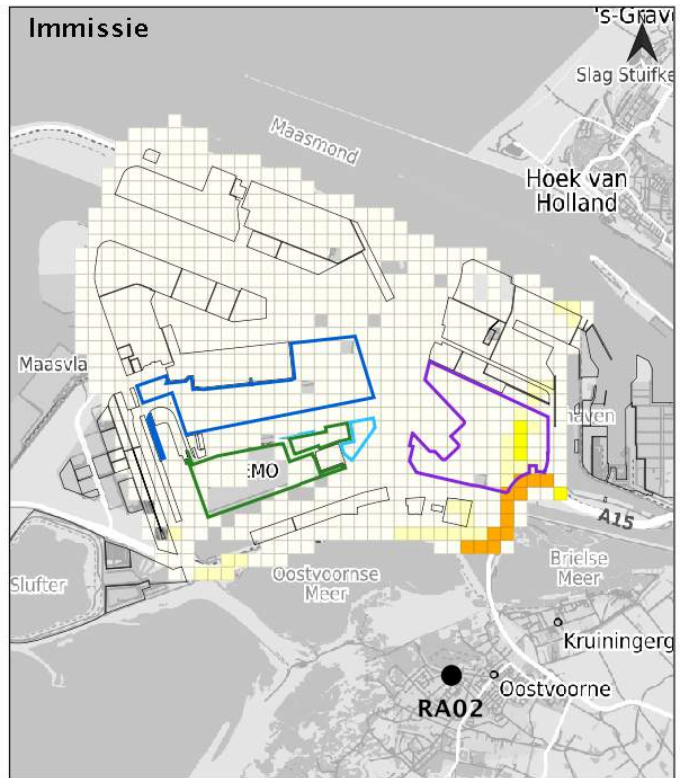 Immissie
's-Grav
Slag Stuifke
Maasmond
Hoek van
Holland
Maasvla
haven
EMO
A15
Slufter
Oostvoornse
Meer
Brielse
Meer
Kruiningerg
Oostvoorne
RA02